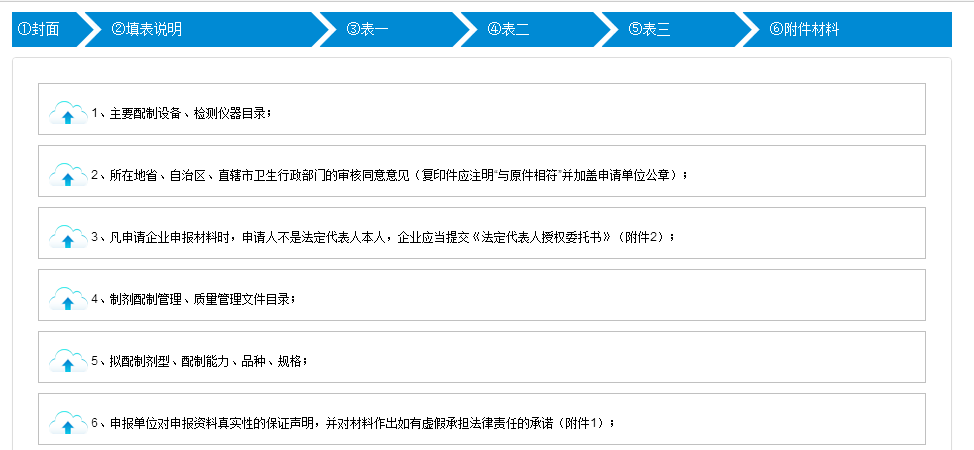 ①封面 ②填表说明 ③表一 ④表二 ⑤表三 ⑥附件材料
1、主要配制设备、检测仪器目录；
2、所在地省、自治区、直辖市卫生行政部门的审核同意意见（复印件应注明“与原件相符”并加盖申请单位公章）；
3、凡申请企业申报材料时，申请人不是法定代表人本人，企业应当提交《法定代表人授权委托书》（附件2）；
4、制剂配制管理、质量管理文件目录；
5、拟配制剂型、配制能力、品种、规格；
6、申报单位对申报资料真实性的保证声明，并对材料作出如有虚假承担法律责任的承诺（附件1）；